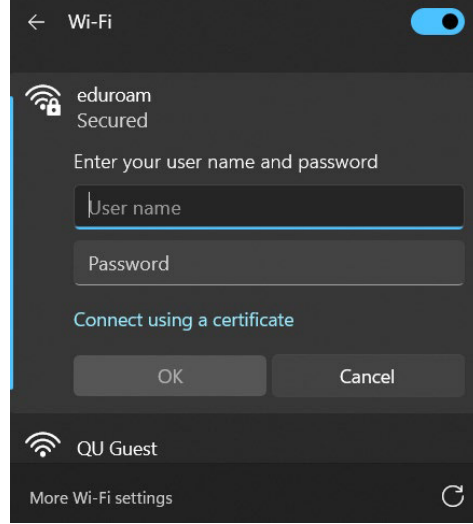 Wi-Fi
eduroam
Secured
Enter your user name and password
User name
Password
Connect using a certificate
OK
Cancel
QU Guest
More Wi-Fi settings